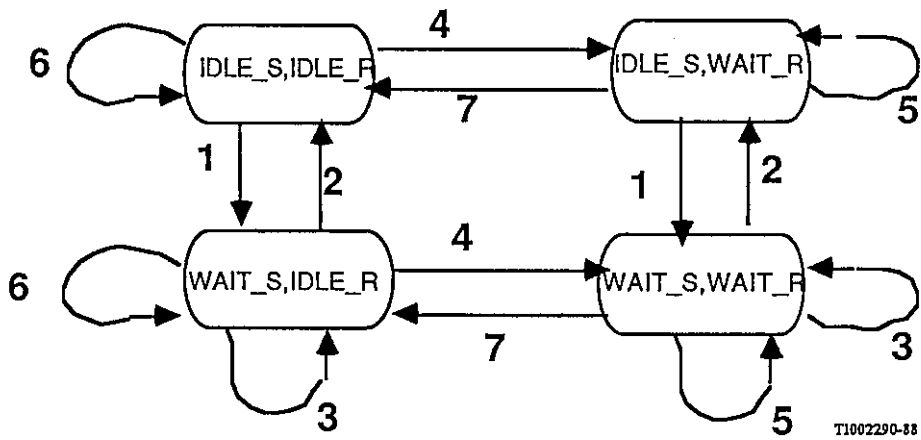 4
6
IDLE_S,IDLE_R
IDLE_S,WAIT_R
7
5
1
2
1
2
4
6
WAIT_S,IDLE_R
WAIT_S,WAIT_R
7
3
3
5
T1002290-88